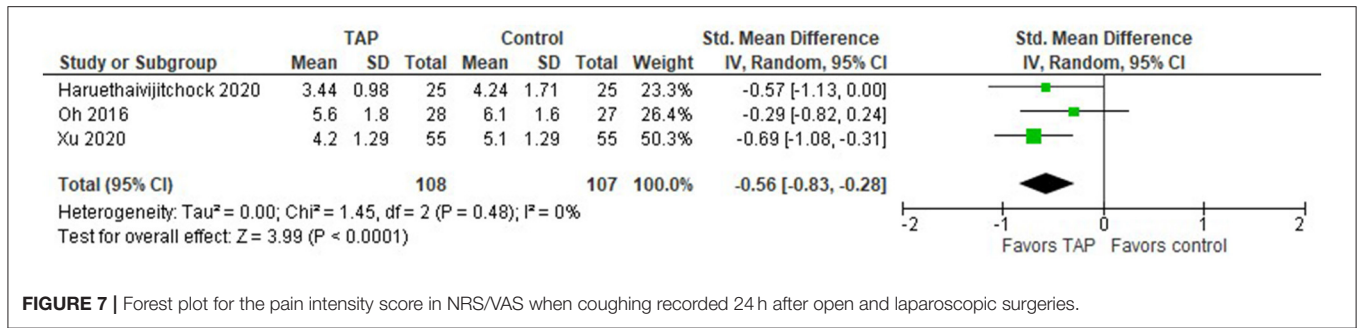 TAP Control Std. Mean Difference Std. Mean Difference
Study or Subgroup Mean SD Total Mean SD Total Weight IV, Random, 95% CI IV, Random, 95% CI
Haruethaivijitchock 2020 3.44 0.98 25 4.24 1.71 25 23.3% -0.57 [-1.13, 0.00]
Oh 2016 5.6 1.8 28 6.1 1.6 27 26.4% -0.29 [-0.82, 0.24]
Xu 2020 4.2 1.29 55 5.1 1.29 55 50.3% -0.69 [-1.08, -0.31]
Total (95% CI) 108 107 100.0% -0.56 [-0.83, -0.28]
Heterogeneity: Tau² = 0.00; Chi² = 1.45, df = 2 (P = 0.48); I² = 0%
Test for overall effect: Z = 3.99 (P < 0.0001)
-2 -1 0 1 2
Favors TAP Favors control
FIGURE 7 | Forest plot for the pain intensity score in NRS/VAS when coughing recorded 24 h after open and laparoscopic surgeries.